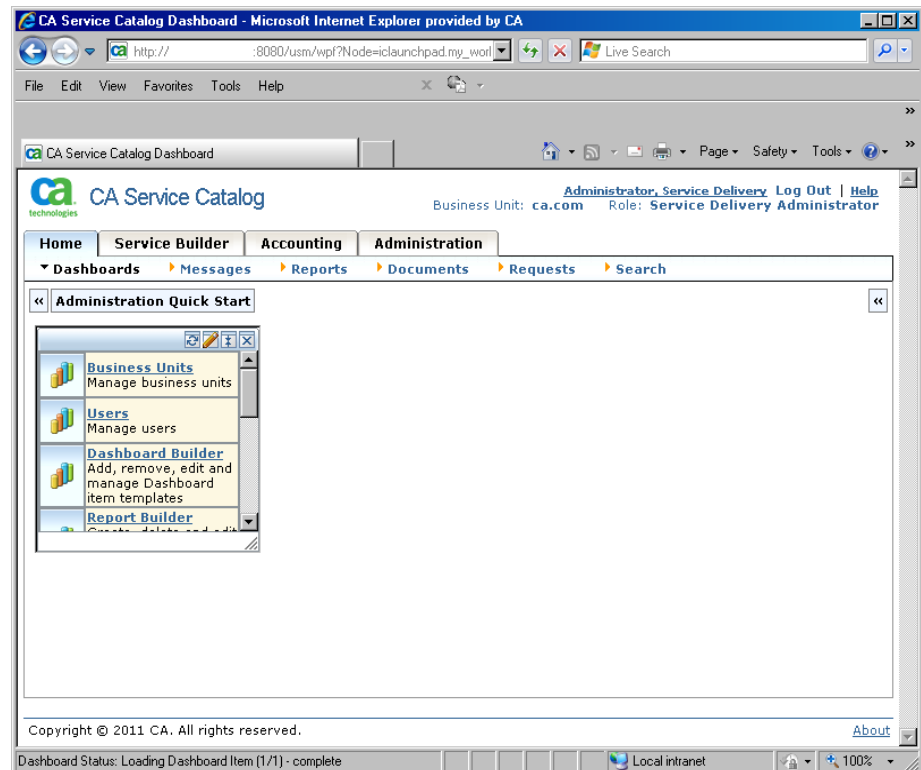 CA Service Catalog Dashboard - Microsoft Internet Explorer provided by CA
http:// :8080/usm/wpf?Node=iclaunchpad.my_worl
Live Search
File Edit View Favorites Tools Help
CA Service Catalog Dashboard
Page Safety Tools
ca technologies
CA Service Catalog
Administrator, Service Delivery Log Out | Help
Business Unit: ca.com Role: Service Delivery Administrator
Home Service Builder Accounting Administration
Dashboards Messages Reports Documents Requests Search
« Administration Quick Start «
Business Units
Manage business units
Users
Manage users
Dashboard Builder
Add, remove, edit and
manage Dashboard
item templates
Report Builder
Create, delete and edit
Copyright © 2011 CA. All rights reserved.
About
Dashboard Status: Loading Dashboard Item (1/1) - complete
Local intranet
100%